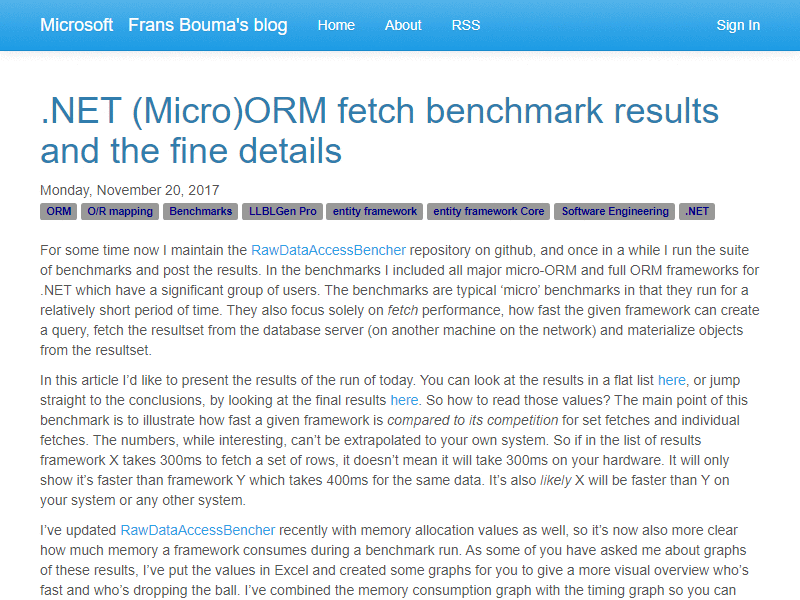 Microsoft Frans Bouma's blog Home About RSS Sign In
.NET (Micro)ORM fetch benchmark results
and the fine details
Monday, November 20, 2017
ORM O/R mapping Benchmarks LLBLGen Pro entity framework entity framework Core Software Engineering .NET
For some time now I maintain the RawDataAccessBencher repository on github, and once in a while I run the suite
of benchmarks and post the results. In the benchmarks I included all major micro-ORM and full ORM frameworks for
.NET which have a significant group of users. The benchmarks are typical ‘micro’ benchmarks in that they run for a
relatively short period of time. They also focus solely on fetch performance, how fast the given framework can create
a query, fetch the resultset from the database server (on another machine on the network) and materialize objects
from the resultset.
In this article I’d like to present the results of the run of today. You can look at the results in a flat list here, or jump
straight to the conclusions, by looking at the final results here. So how to read those values? The main point of this
benchmark is to illustrate how fast a given framework is compared to its competition for set fetches and individual
fetches. The numbers, while interesting, can’t be extrapolated to your own system. So if in the list of results
framework X takes 300ms to fetch a set of rows, it doesn’t mean it will take 300ms on your hardware. It will only
show it’s faster than framework Y which takes 400ms for the same data. It’s also likely X will be faster than Y on
your system or any other system.
I’ve updated RawDataAccessBencher recently with memory allocation values as well, so it’s now also more clear
how much memory a framework consumes during a benchmark run. As some of you have asked me about graphs
of these results, I’ve put the values in Excel and created some graphs for you to give a more visual overview who’s
fast and who’s dropping the ball. I’ve combined the memory consumption graph with the timing graph so you can